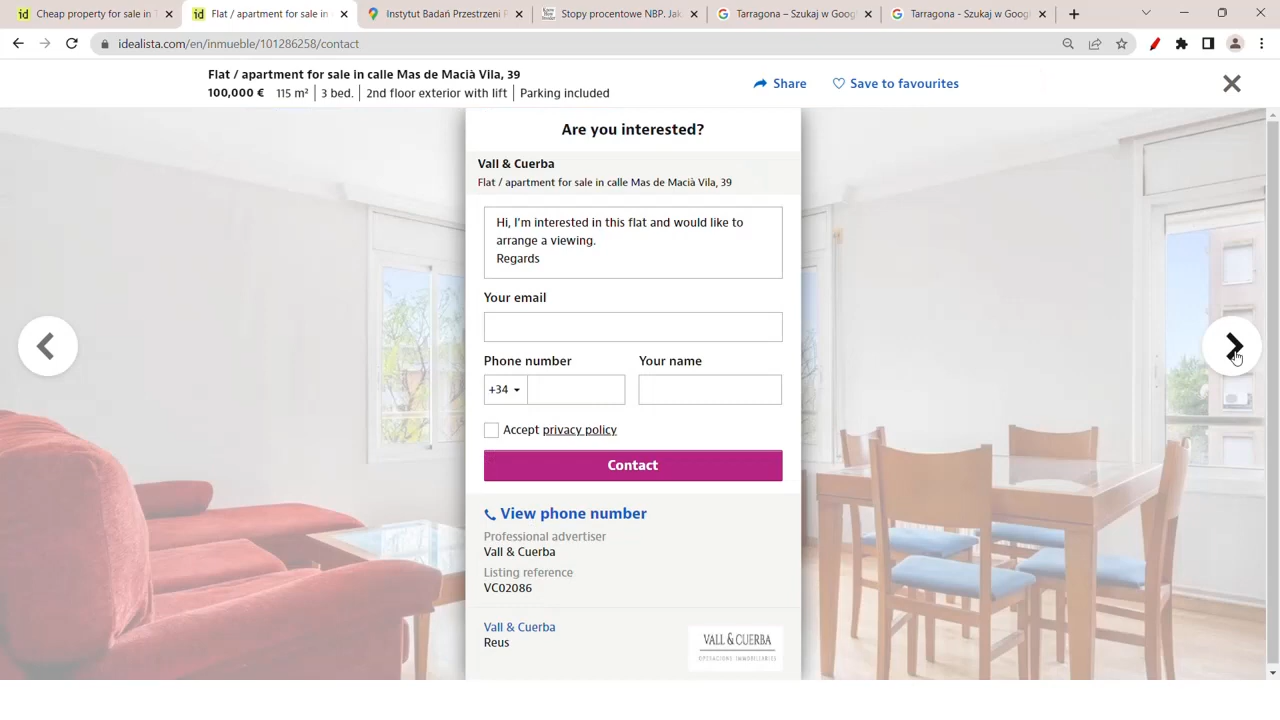 Cheap property for sale in T
Flat / apartment for sale in
Instytut Badań Przestrzeni P
Stopy procentowe NBP. Jak
Tarragona – Szukaj w Goog
Tarragona - Szukaj w Goog
idealista.com/en/inmueble/101286258/contact
Flat / apartment for sale in calle Mas de Macià Vila, 39
100,000 € 115 m² 3 bed. 2nd floor exterior with lift Parking included
Share
Save to favourites
Are you interested?
Vall & Cuerba
Flat / apartment for sale in calle Mas de Macià Vila, 39
Hi, I'm interested in this flat and would like to
arrange a viewing.
Regards
Your email
Phone number
Your name
+34
Accept privacy policy
Contact
View phone number
Professional advertiser
Vall & Cuerba
Listing reference
VC02086
Vall & Cuerba
Reus
VALL & CUERBA
OPERACIONS IMMOBILIÀRIES